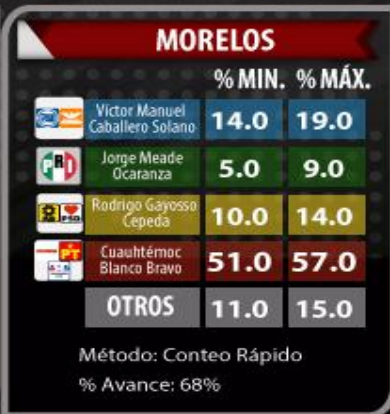 MORELOS
% MIN. % MÁX.
Víctor Manuel
Caballero Solano 14.0 19.0
PRI Jorge Meade
Ocaranza 5.0 9.0
Rodrigo Gayosso
Cepeda 10.0 14.0
PT Cuauhtémoc
Blanco Bravo 51.0 57.0
OTROS 11.0 15.0
Método: Conteo Rápido
% Avance: 68%